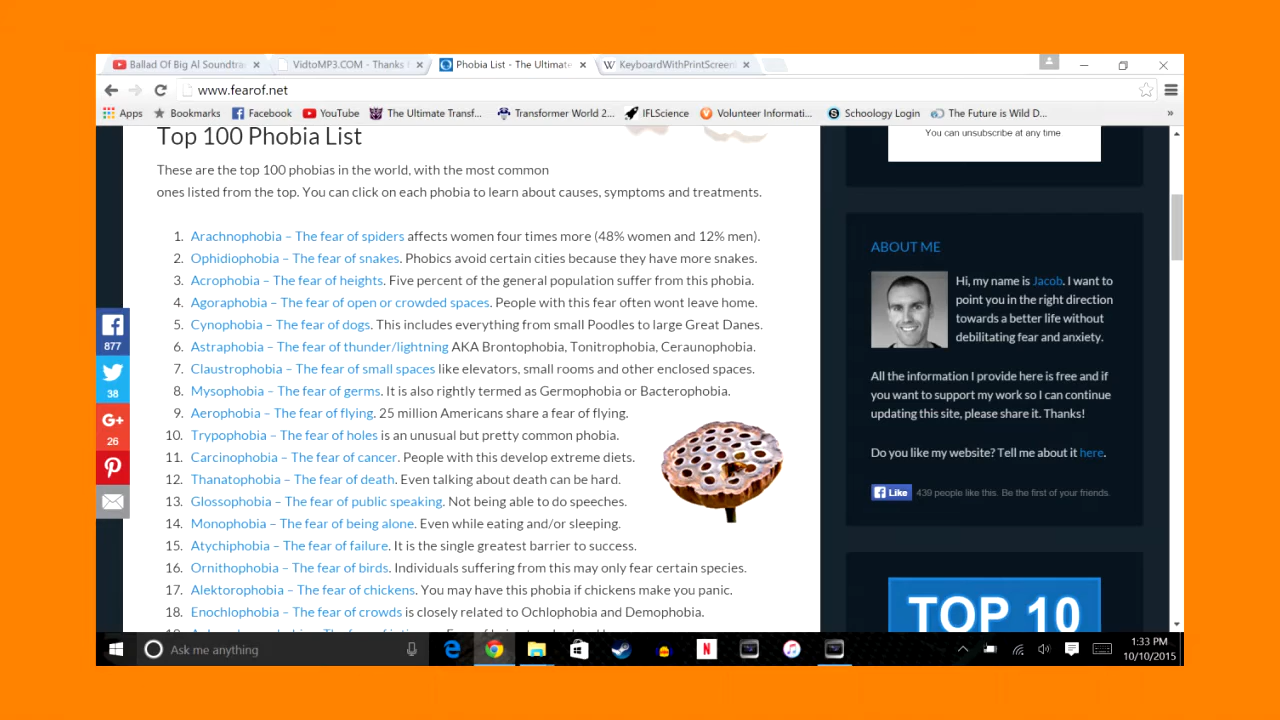 Ballad Of Big Al Soundtra
VidtoMP3.COM - Thanks
Phobia List - The Ultimate
KeyboardWithPrintScreen
www.fearof.net
Apps
Bookmarks
Facebook
YouTube
The Ultimate Transf...
Transformer World 2...
IFLScience
Volunteer Informati...
Schoology Login
The Future is Wild D...
»
Top 100 Phobia List
These are the top 100 phobias in the world, with the most common
ones listed from the top. You can click on each phobia to learn about causes, symptoms and treatments.
1. Arachnophobia – The fear of spiders affects women four times more (48% women and 12% men).
2. Ophidiophobia – The fear of snakes. Phobics avoid certain cities because they have more snakes.
3. Acrophobia – The fear of heights. Five percent of the general population suffer from this phobia.
4. Agoraphobia – The fear of open or crowded spaces. People with this fear often wont leave home.
5. Cynophobia – The fear of dogs. This includes everything from small Poodles to large Great Danes.
6. Astraphobia – The fear of thunder/lightning AKA Brontophobia, Tonitrophobia, Ceraunophobia.
7. Claustrophobia – The fear of small spaces like elevators, small rooms and other enclosed spaces.
8. Mysophobia – The fear of germs. It is also rightly termed as Germophobia or Bacterophobia.
9. Aerophobia – The fear of flying. 25 million Americans share a fear of flying.
10. Trypophobia – The fear of holes is an unusual but pretty common phobia.
11. Carcinophobia – The fear of cancer. People with this develop extreme diets.
12. Thanatophobia – The fear of death. Even talking about death can be hard.
13. Glossophobia – The fear of public speaking. Not being able to do speeches.
14. Monophobia – The fear of being alone. Even while eating and/or sleeping.
15. Atychiphobia – The fear of failure. It is the single greatest barrier to success.
16. Ornithophobia – The fear of birds. Individuals suffering from this may only fear certain species.
17. Alektorophobia – The fear of chickens. You may have this phobia if chickens make you panic.
18. Enochlophobia – The fear of crowds is closely related to Ochlophobia and Demophobia.
877
38
G+
26
You can unsubscribe at any time
ABOUT ME
Hi, my name is Jacob. I want to
point you in the right direction
towards a better life without
debilitating fear and anxiety.
All the information I provide here is free and if
you want to support my work so I can continue
updating this site, please share it. Thanks!
Do you like my website? Tell me about it here.
Like
439 people like this. Be the first of your friends.
TOP 10
Ask me anything
1:33 PM
10/10/2015